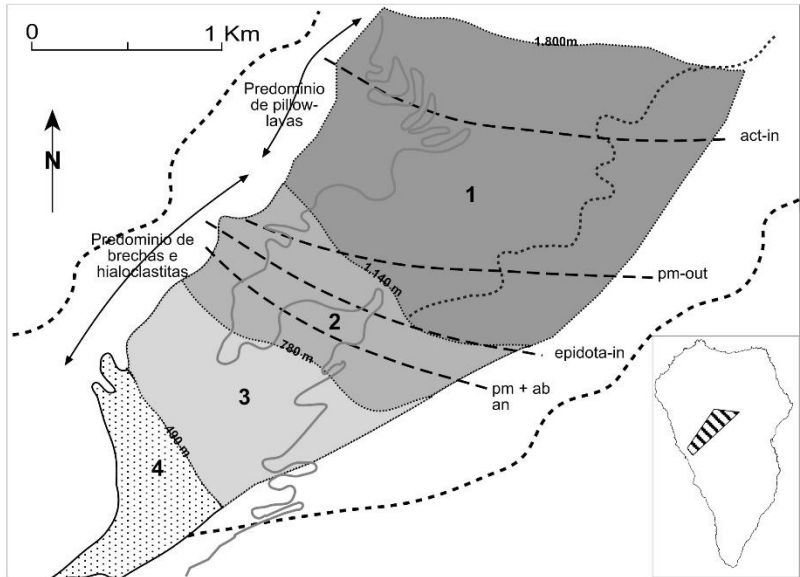 0
1 Km
1.800m
Predominio
de pillow-
lavas
act-in
N
1
Predominio de
brechas e
hialoclastitas
1.140 m
pm-out
2
780 m
epidota-in
3
pm + ab
an
490 m
4